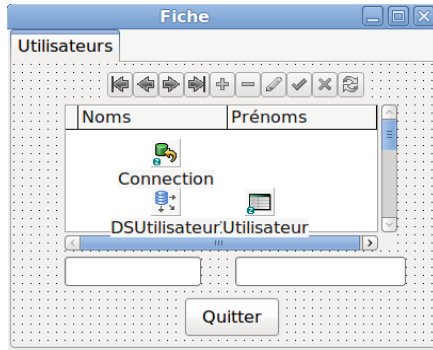 Fiche
Utilisateurs
Noms Prénoms
Connection
DSUtilisateur Utilisateur
Quitter